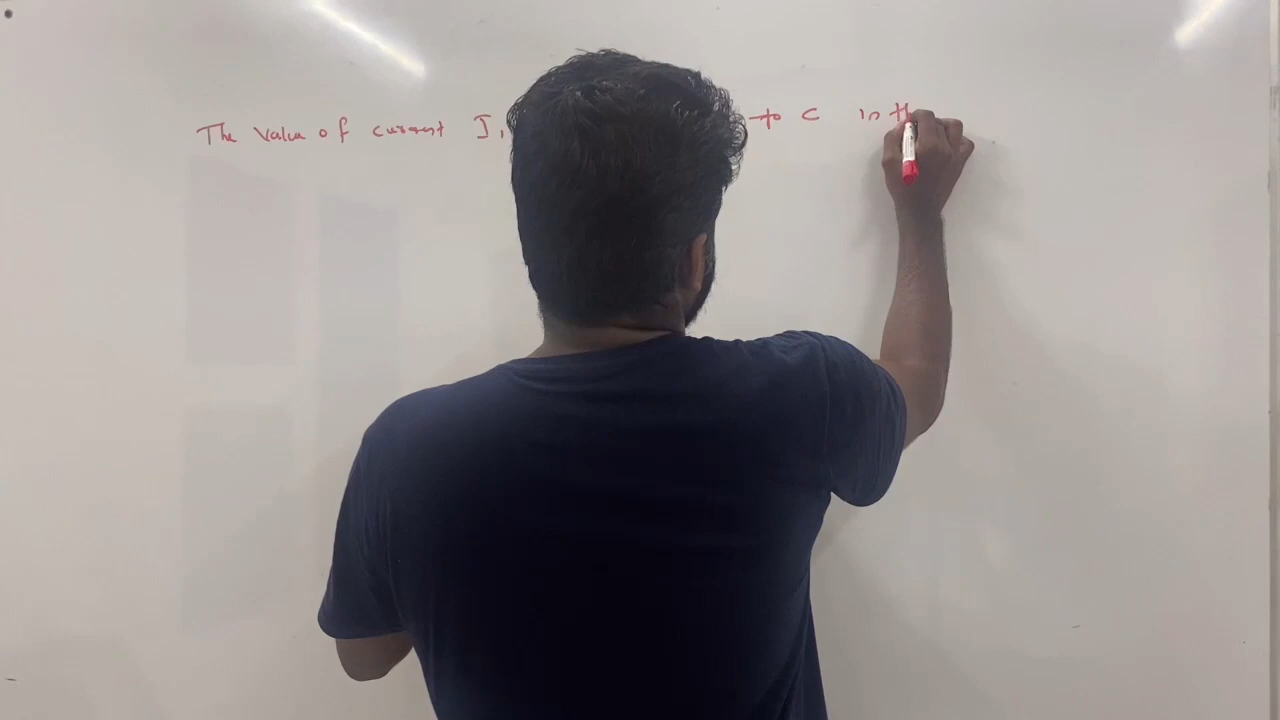 The value of current I, to C in th